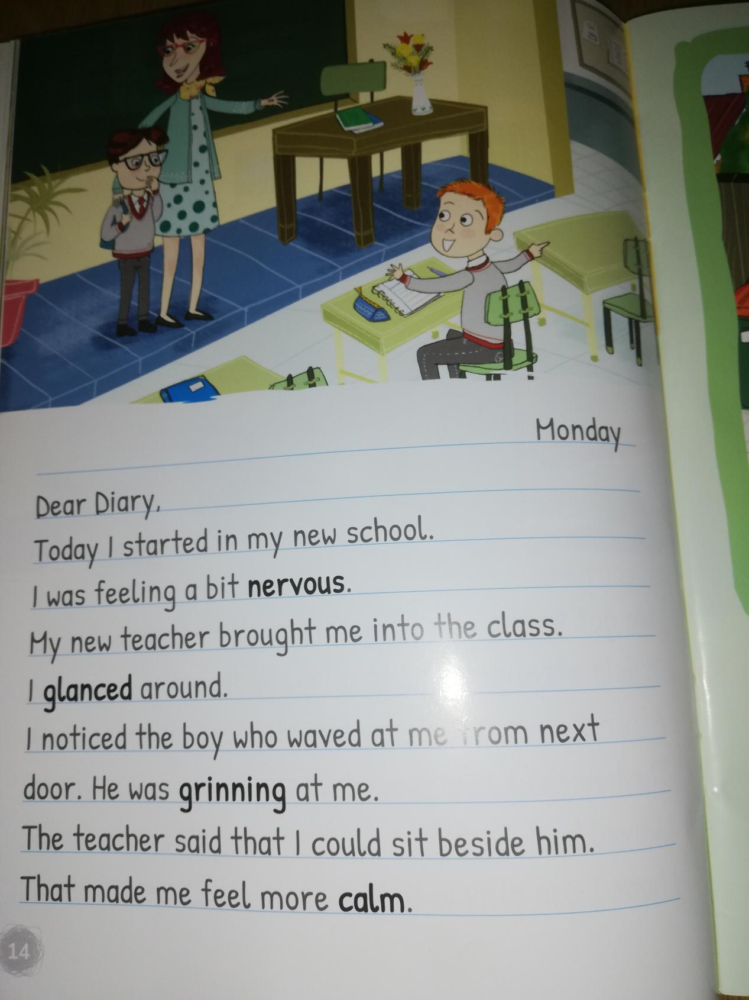 Monday
Dear Diary,
Today I started in my new school.
I was feeling a bit nervous.
My new teacher brought me into the class.
I glanced around.
I noticed the boy who waved at me from next
door. He was grinning at me.
The teacher said that I could sit beside him.
That made me feel more calm.
14